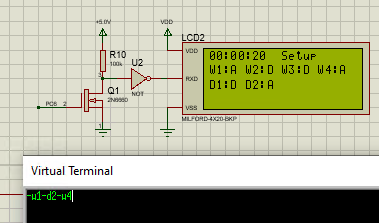 +5.0V
VDD
LCD2
R10
100k
U2
NOT
Q1
2N6660
PC6 2
VDD
RXD
VSS
00:00:20 Setup
W1:A W2:D W3:D W4:A
D1:D D2:A
MILFORD-4X20-BKP
Virtual Terminal
-w1-d2-w4